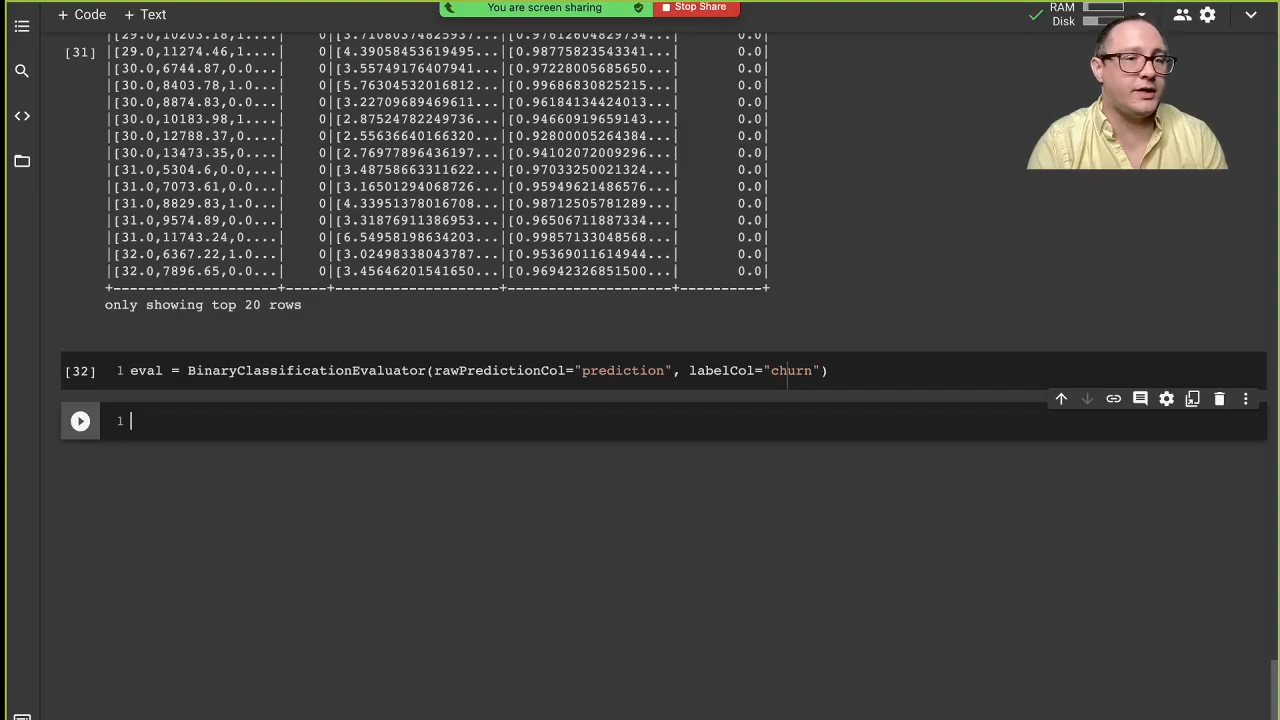 + Code + Text
You are screen sharing
Stop Share
RAM
Disk
|[29.0,10203.18,1....| 0|[3.71080374825937...|[0.97612604829734...| 0.0|
[31] |[29.0,11274.46,1....| 0|[4.39058453619495...|[0.98775823543341...| 0.0|
|[30.0,6744.87,0.0...| 0|[3.55749176407941...|[0.97228005685650...| 0.0|
|[30.0,8403.78,1.0...| 0|[5.76304532016812...|[0.99686830825215...| 0.0|
|[30.0,8874.83,0.0...| 0|[3.22709689469611...|[0.96184134424013...| 0.0|
|[30.0,10183.98,1....| 0|[2.87524782249736...|[0.94660919659143...| 0.0|
|[30.0,12788.37,0....| 0|[2.55636640166320...|[0.92800005264384...| 0.0|
|[30.0,13473.35,0....| 0|[2.76977896436197...|[0.94102072009296...| 0.0|
|[31.0,5304.6,0.0,...| 0|[3.48758663311622...|[0.97033250021324...| 0.0|
|[31.0,7073.61,0.0...| 0|[3.16501294068726...|[0.95949621486576...| 0.0|
|[31.0,8829.83,1.0...| 0|[4.33951378016708...|[0.98712505781289...| 0.0|
|[31.0,9574.89,0.0...| 0|[3.31876911386953...|[0.96506711887334...| 0.0|
|[31.0,11743.24,0....| 0|[6.54958198634203...|[0.99857133048568...| 0.0|
|[32.0,6367.22,1.0...| 0|[3.02498338043787...|[0.95369011614944...| 0.0|
|[32.0,7896.65,0.0...| 0|[3.45646201541650...|[0.96942326851500...| 0.0|
+--------------------+-----+--------------------+--------------------+----------+
only showing top 20 rows
[32] 1 eval = BinaryClassificationEvaluator(rawPredictionCol="prediction", labelCol="churn")
1